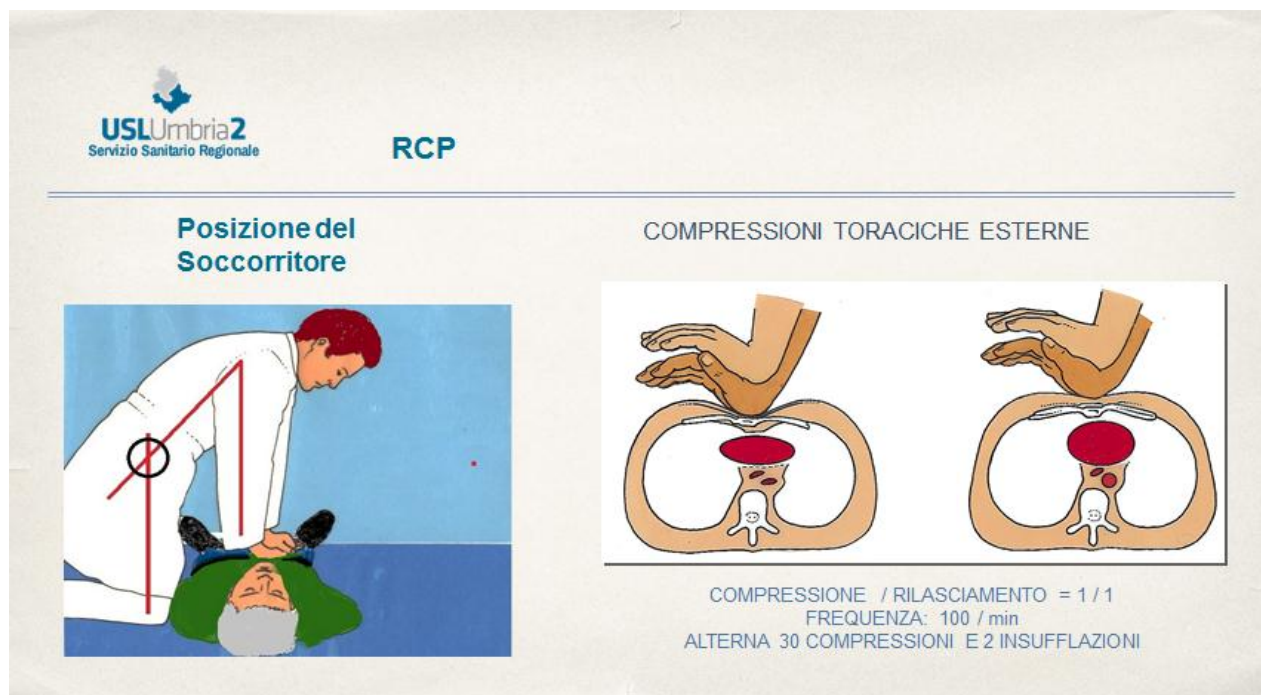 USLUmbria2
Servizio Sanitario Regionale
RCP
Posizione del
Soccorritore
COMPRESSIONI TORACICHE ESTERNE
COMPRESSIONE / RILASCIAMENTO = 1 / 1
FREQUENZA: 100 / min
ALTERNA 30 COMPRESSIONI E 2 INSUFFLAZIONI